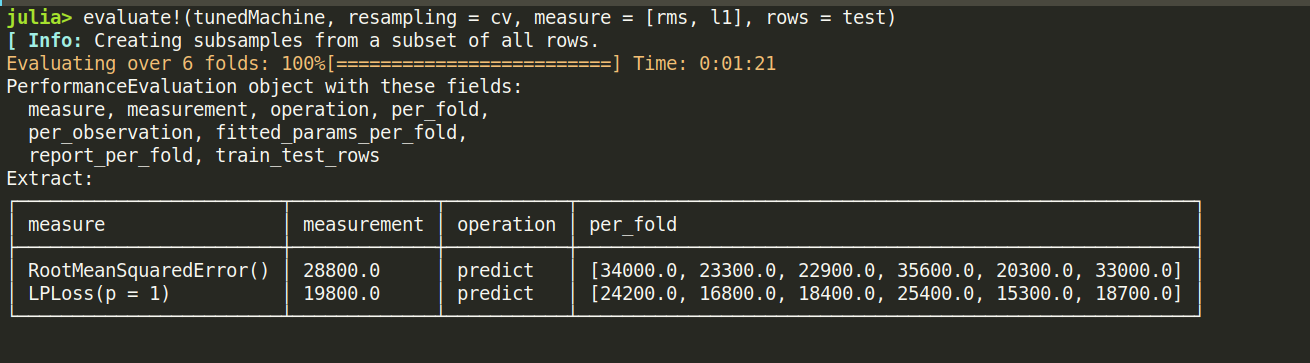 julia> evaluate!(tunedMachine, resampling = cv, measure = [rms, l1], rows = test)
[ Info: Creating subsamples from a subset of all rows.
Evaluating over 6 folds: 100%[=========================] Time: 0:01:21
PerformanceEvaluation object with these fields:
  measure, measurement, operation, per_fold,
  per_observation, fitted_params_per_fold,
  report_per_fold, train_test_rows
Extract:
measure measurement operation per_fold
RootMeanSquaredError() 28800.0 predict [34000.0, 23300.0, 22900.0, 35600.0, 20300.0, 33000.0]
LPLoss(p = 1) 19800.0 predict [24200.0, 16800.0, 18400.0, 25400.0, 15300.0, 18700.0]